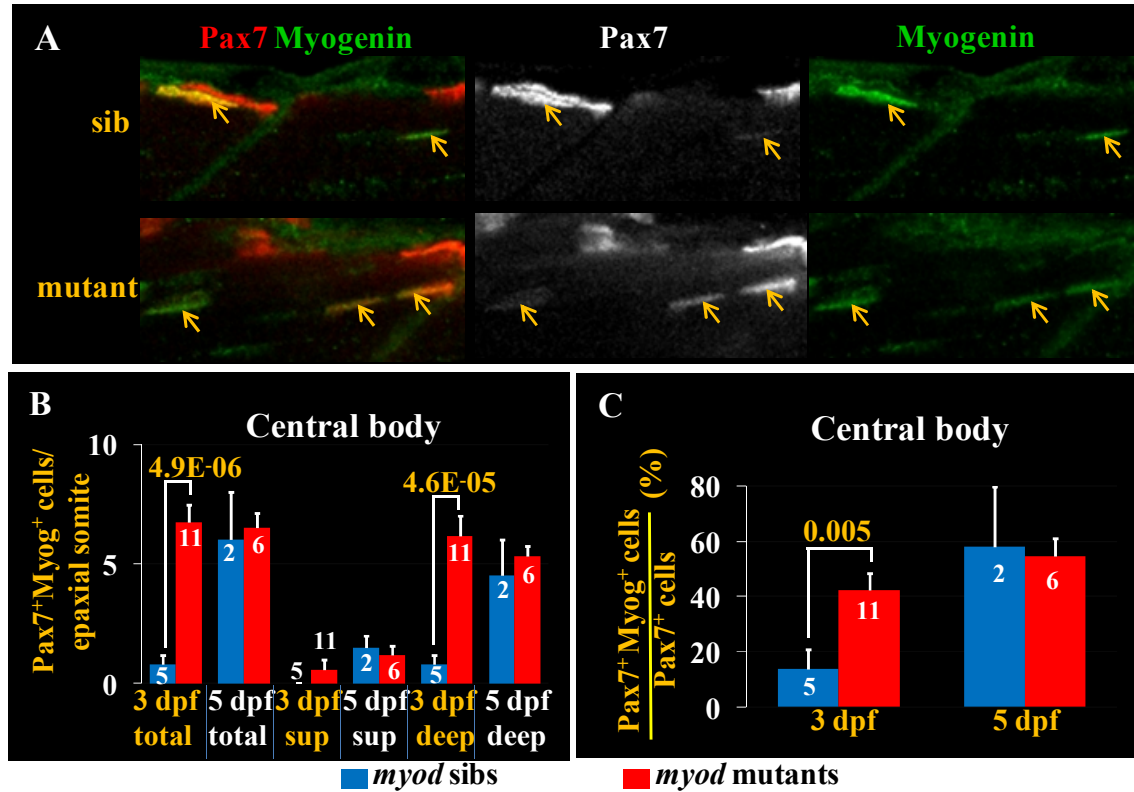 A
Pax7 Myogenin
Pax7
Myogenin
sib
mutant
B
Central body
Pax7+Myog+ cells/
epaxial somite
10
5
0
4.9E-06
4.6E-05
5
11
2
6
5
11
2
6
5
11
2
6
3 dpf total
5 dpf total
3 dpf sup
5 dpf sup
3 dpf deep
5 dpf deep
C
Central body
Pax7+ Myog+ cells
Pax7+ cells
(%)
80
60
40
20
0
0.005
5
11
2
6
3 dpf
5 dpf
myod sibs
myod mutants